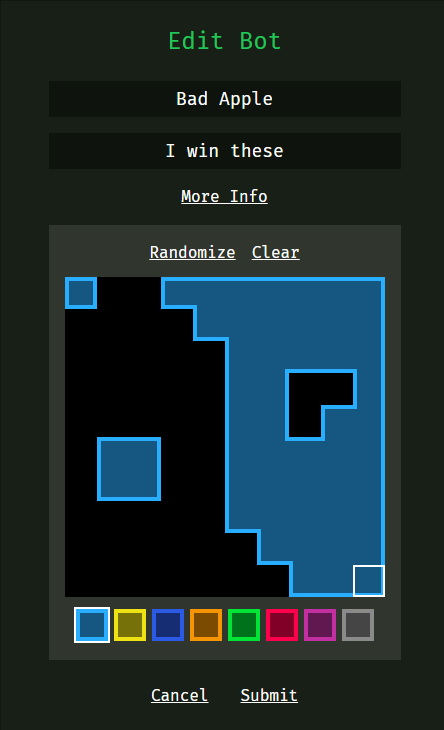 Edit Bot
Bad Apple
I win these
More Info
Randomize Clear
Cancel Submit